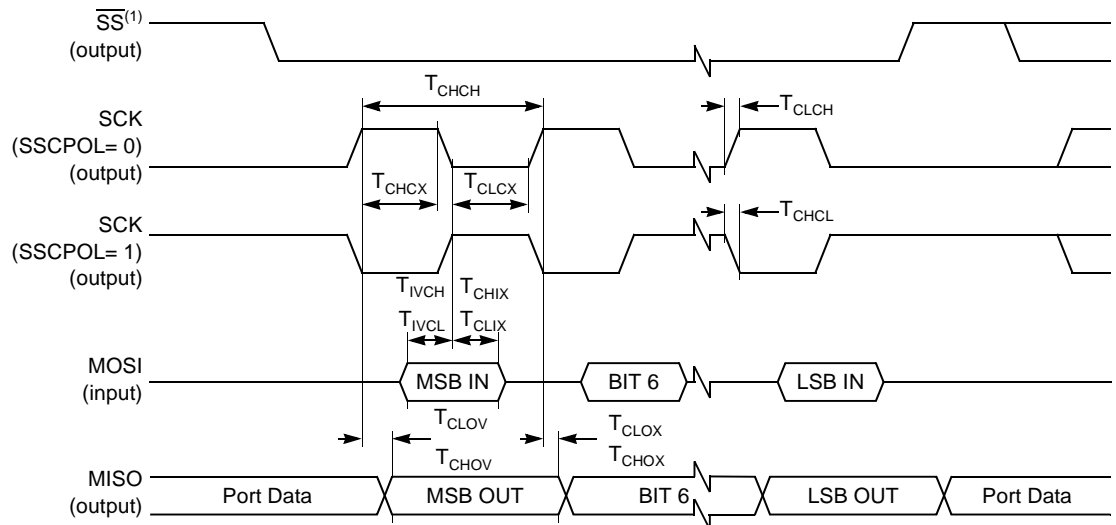 SS(1)
(output)
TCHCH
TCLCH
SCK
(SSCPOL= 0)
(output)
TCHCX
TCLCX
TCHCL
SCK
(SSCPOL= 1)
(output)
TIVCH
TCHIX
TIVCL
TCLIX
MOSI
(input)
MSB IN
BIT 6
LSB IN
TCLOV
TCLOX
TCHOV
TCHOX
MISO
(output)
Port Data
MSB OUT
BIT 6
LSB OUT
Port Data